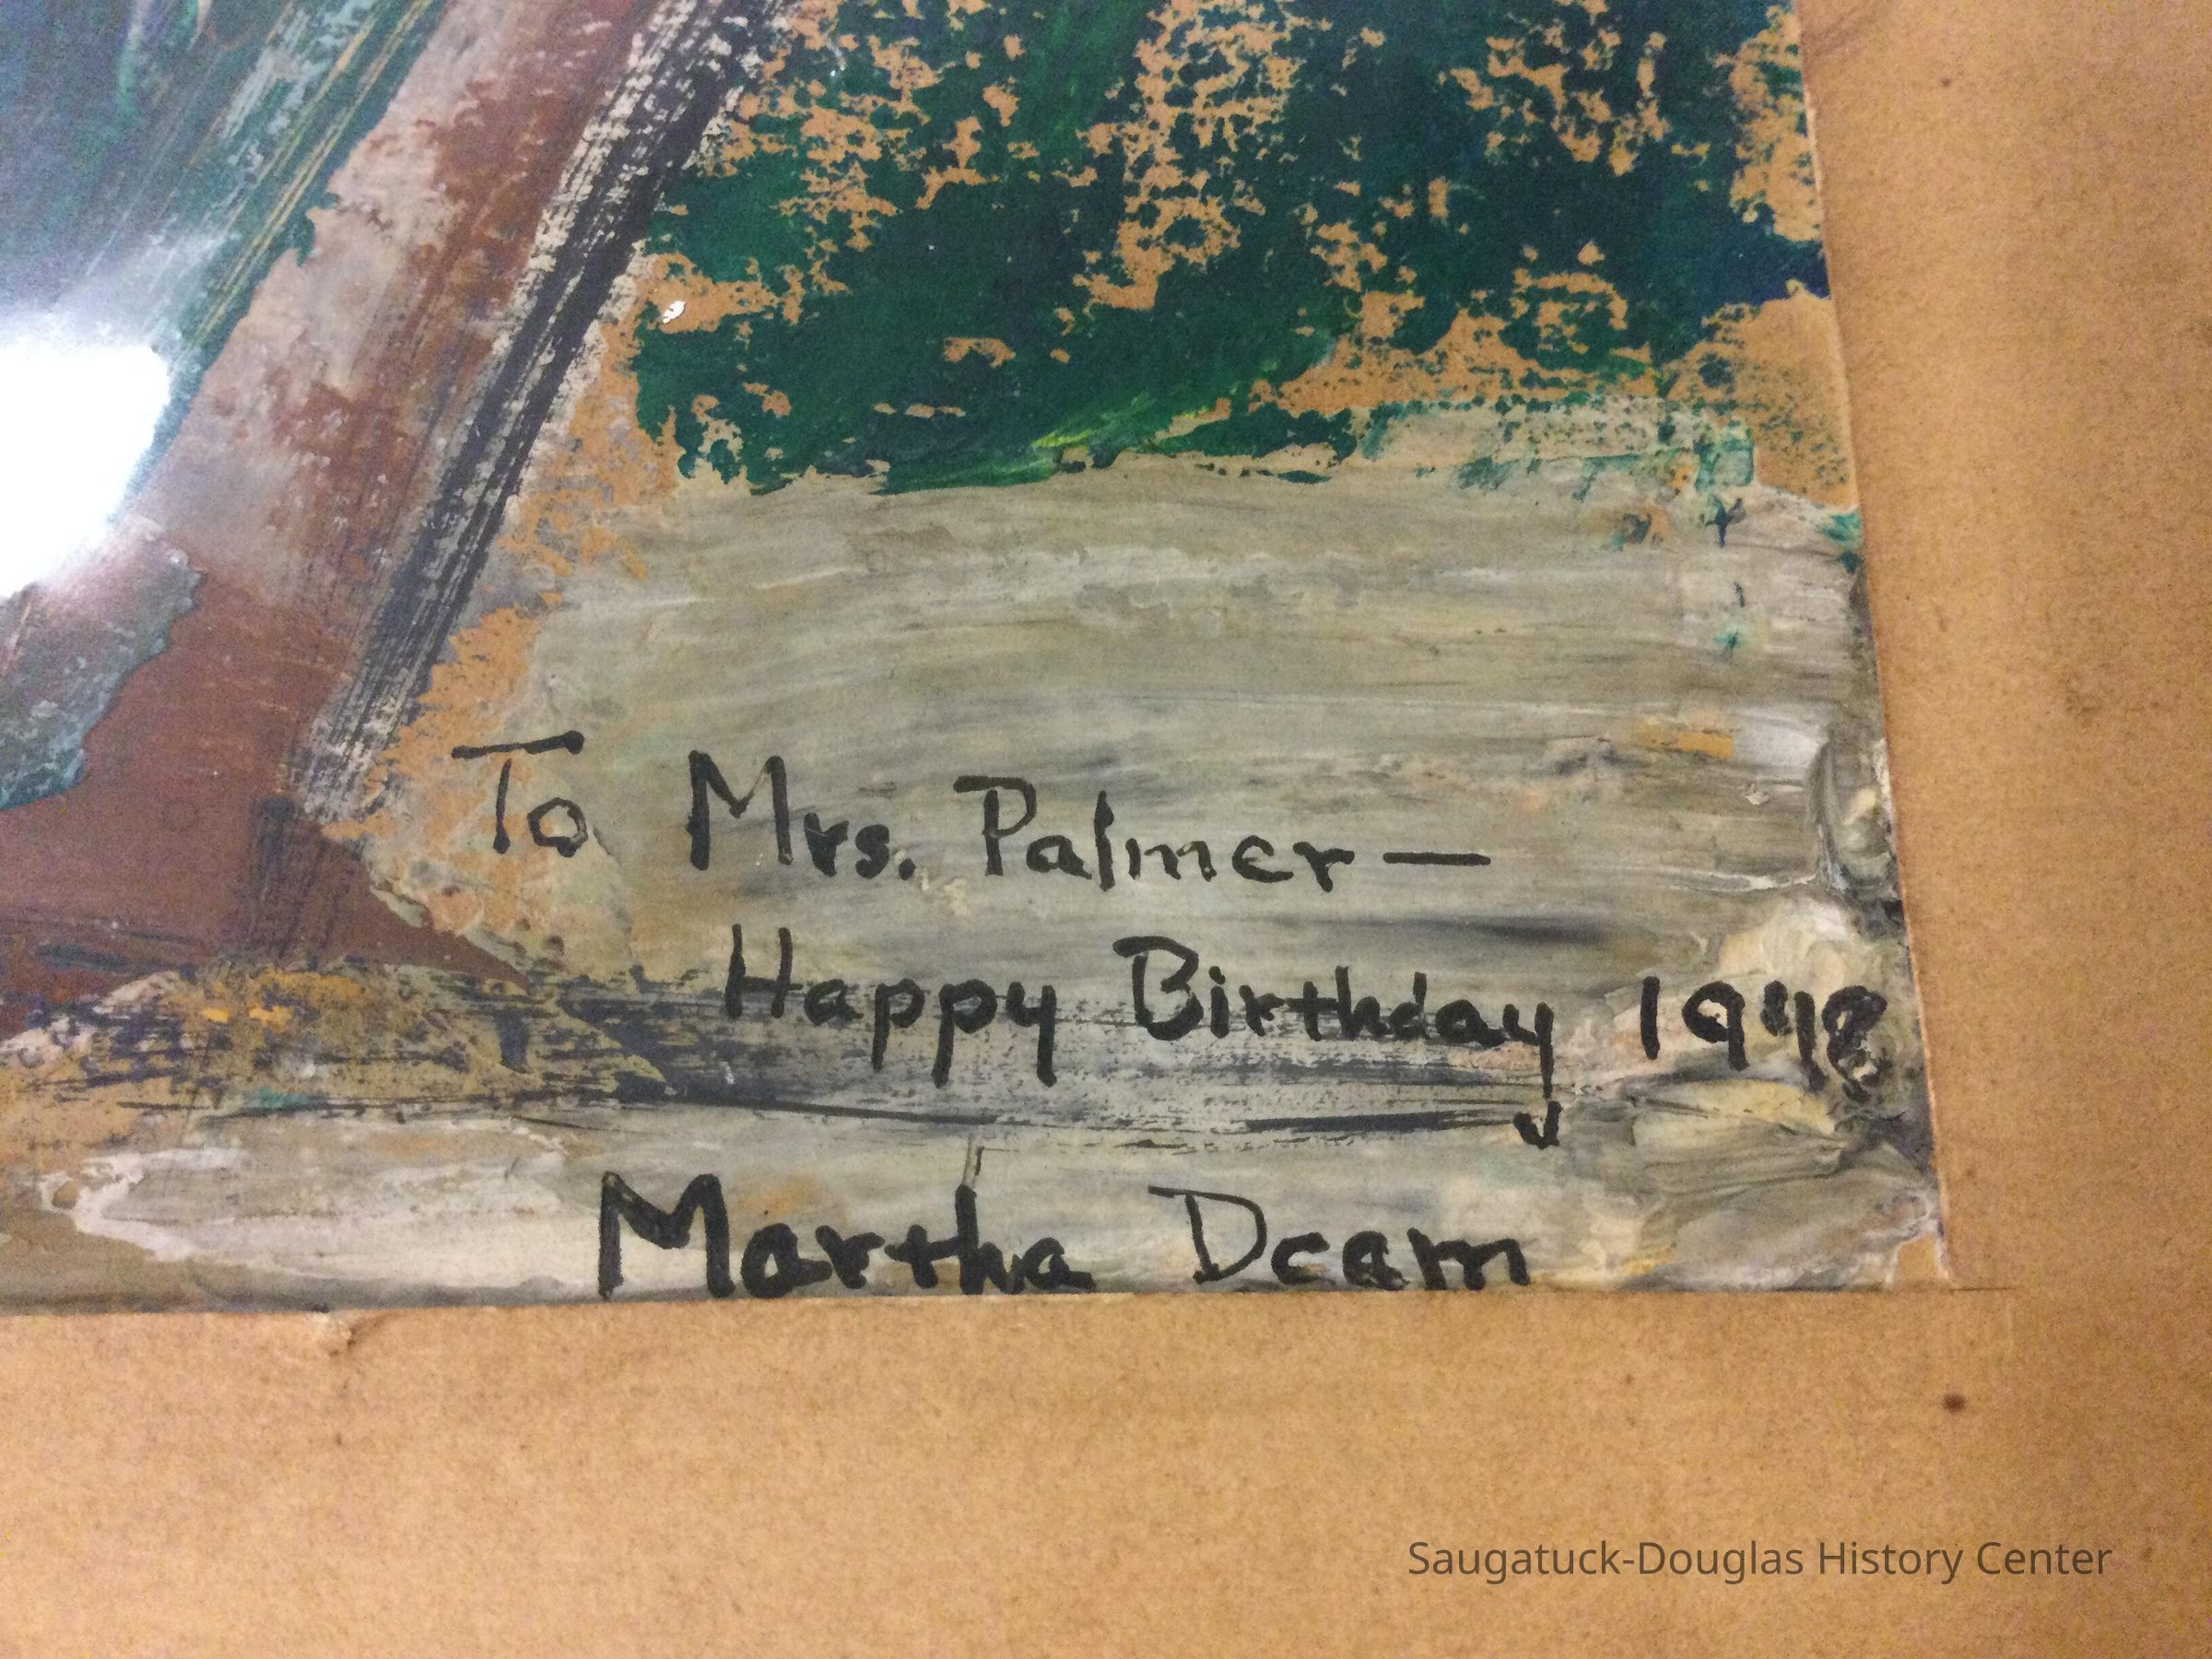 To Mrs. Palmer—
Happy Birthday 1948
Martha Deam
Saugatuck-Douglas History Center